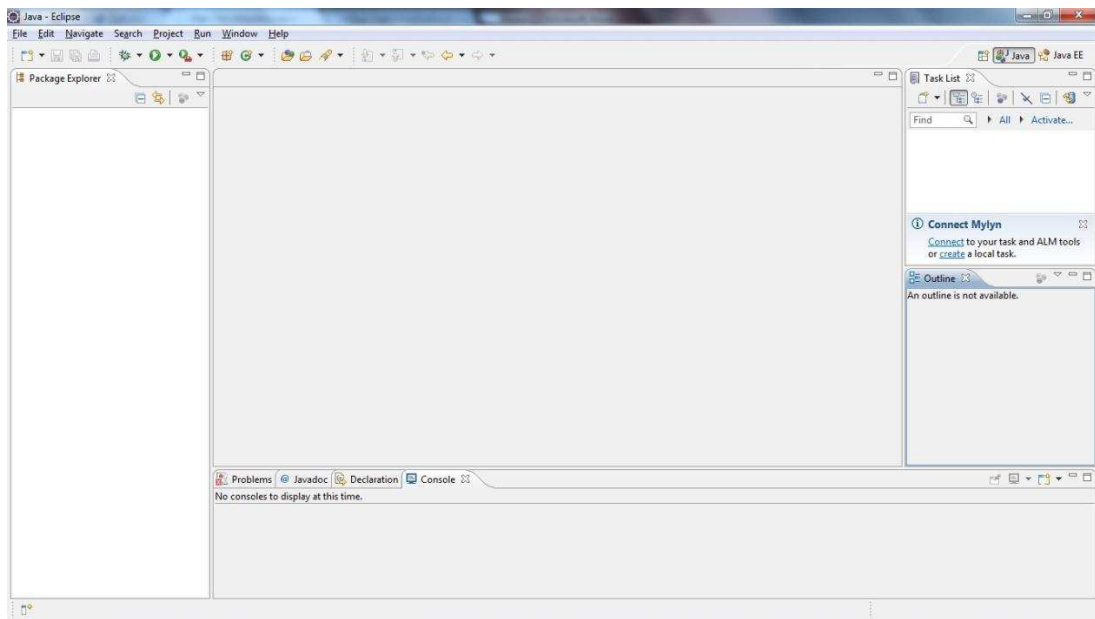 Java - Eclipse
File Edit Navigate Search Project Run Window Help
Java Java EE
Package Explorer
Task List
Find All Activate...
Connect Mylyn
Connect to your task and ALM tools
or create a local task.
Outline
An outline is not available.
Problems @ Javadoc Declaration Console
No consoles to display at this time.